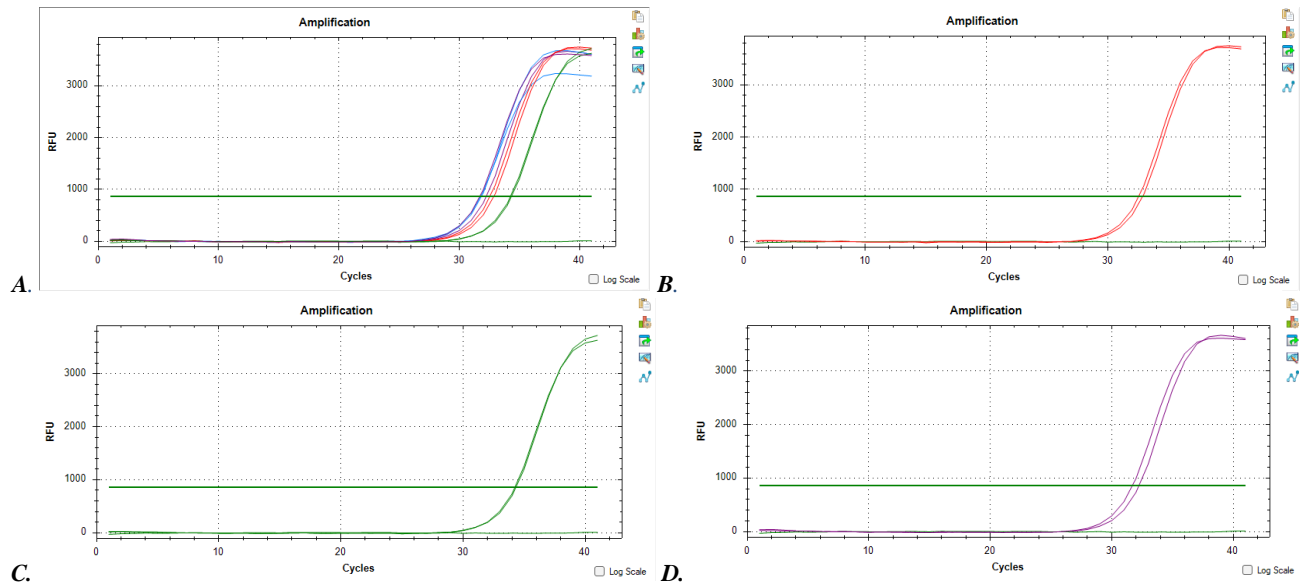 Amplification
RFU
3000
2000
1000
0
0
10
20
30
40
Cycles
Log Scale
A.
Amplification
RFU
3000
2000
1000
0
0
10
20
30
40
Cycles
Log Scale
B.
Amplification
RFU
3000
2000
1000
0
0
10
20
30
40
Cycles
Log Scale
C.
Amplification
RFU
3000
2000
1000
0
0
10
20
30
40
Cycles
Log Scale
D.